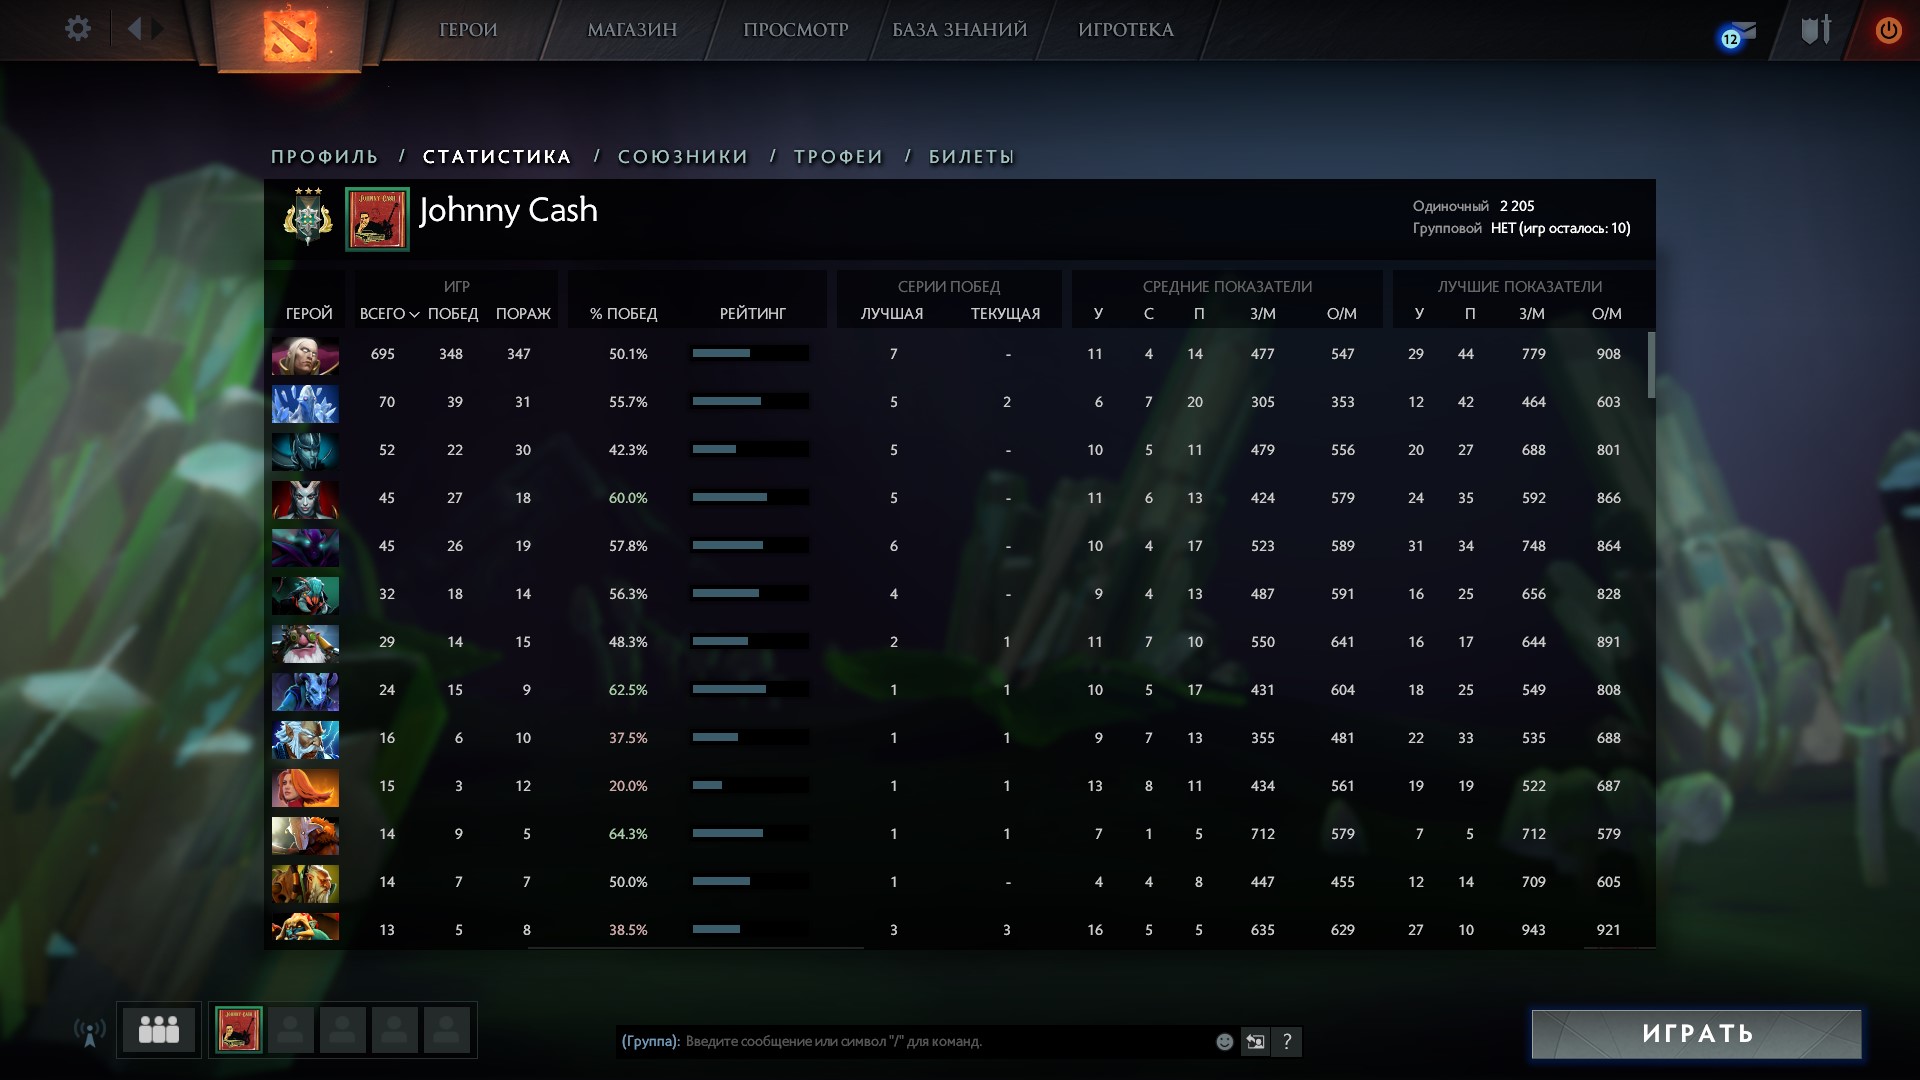 ГЕРОИ МАГАЗИН ПРОСМОТР БАЗА ЗНАНИЙ ИГРОТЕКА 12
ПРОФИЛЬ / СТАТИСТИКА / СОЮЗНИКИ / ТРОФЕИ / БИЛЕТЫ
Johnny Cash
Одиночный 2 205
Групповой НЕТ (игр осталось: 10)
ИГР СЕРИИ ПОБЕД СРЕДНИЕ ПОКАЗАТЕЛИ ЛУЧШИЕ ПОКАЗАТЕЛИ
ГЕРОЙ ВСЕГО ПОБЕД ПОРАЖ % ПОБЕД РЕЙТИНГ ЛУЧШАЯ ТЕКУЩАЯ У С П З/М О/М У П З/М О/М
695 348 347 50.1% 7 - 11 4 14 477 547 29 44 779 908
70 39 31 55.7% 5 2 6 7 20 305 353 12 42 464 603
52 22 30 42.3% 5 - 10 5 11 479 556 20 27 688 801
45 27 18 60.0% 5 - 11 6 13 424 579 24 35 592 866
45 26 19 57.8% 6 - 10 4 17 523 589 31 34 748 864
32 18 14 56.3% 4 - 9 4 13 487 591 16 25 656 828
29 14 15 48.3% 2 1 11 7 10 550 641 16 17 644 891
24 15 9 62.5% 1 1 10 5 17 431 604 18 25 549 808
16 6 10 37.5% 1 1 9 7 13 355 481 22 33 535 688
15 3 12 20.0% 1 1 13 8 11 434 561 19 19 522 687
14 9 5 64.3% 1 1 7 1 5 712 579 7 5 712 579
14 7 7 50.0% 1 - 4 4 8 447 455 12 14 709 605
13 5 8 38.5% 3 3 16 5 5 635 629 27 10 943 921
(Группа): Введите сообщение или символ "/" для команд. ?
ИГРАТЬ